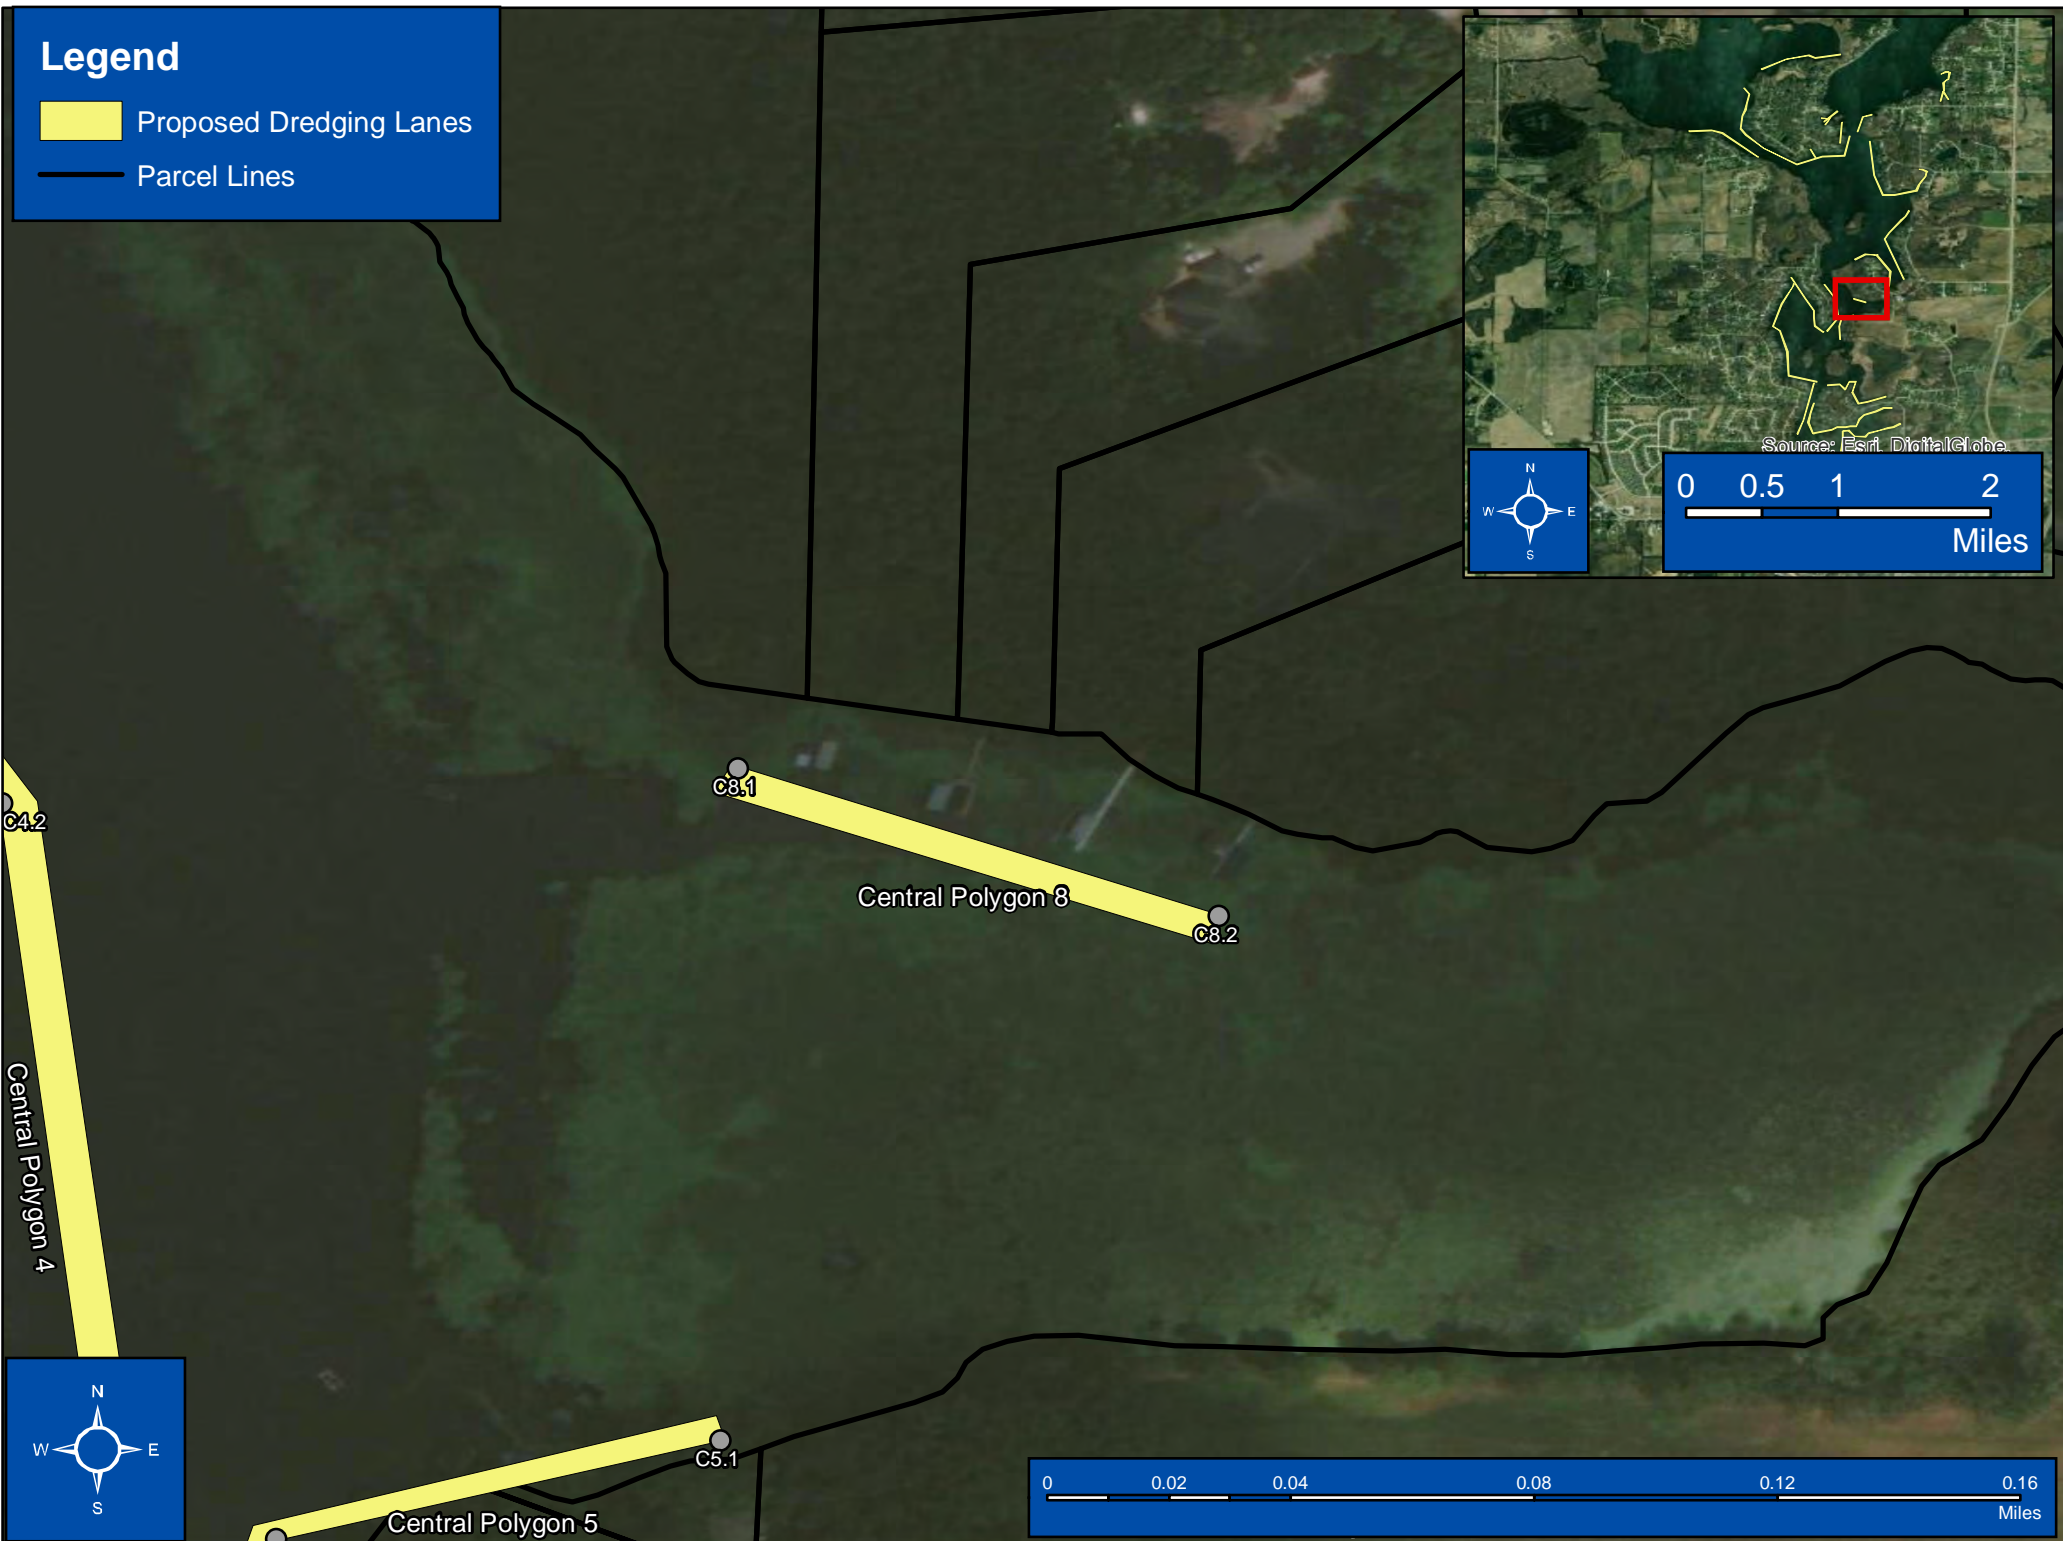 Legend
Proposed Dredging Lanes
Parcel Lines
Source: Esri, DigitalGlobe,
N
W E
S
0 0.5 1 2
Miles
C8.1
C4.2
Central Polygon 8
C8.2
Central Polygon 4
N
W E
S
C5.1
Central Polygon 5
0 0.02 0.04 0.08 0.12 0.16
Miles